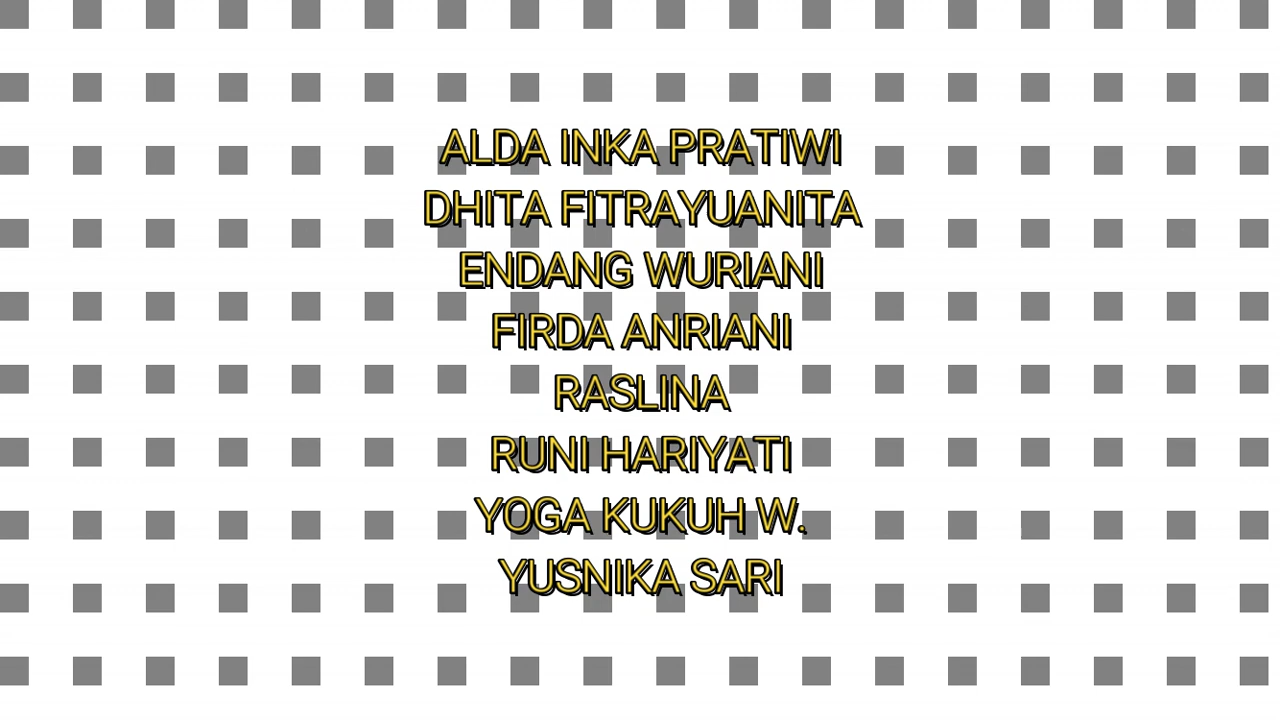 ALDA INKA PRATIWI
DHITA FITRAYUANITA
ENDANG WURIANI
FIRDA ANRIANI
RASLINA
RUNI HARIYATI
YOGA KUKUH W.
YUSNIKA SARI